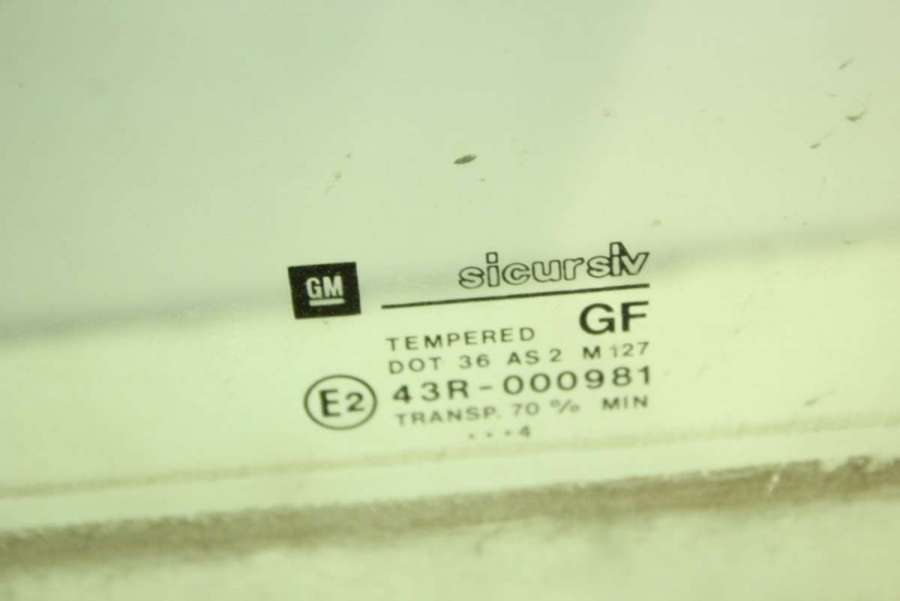 GM
sicursiv
GF
TEMPERED
DOT 36 AS 2 M 127
E2
43R-000981
TRANSP. 70 % MIN
...4